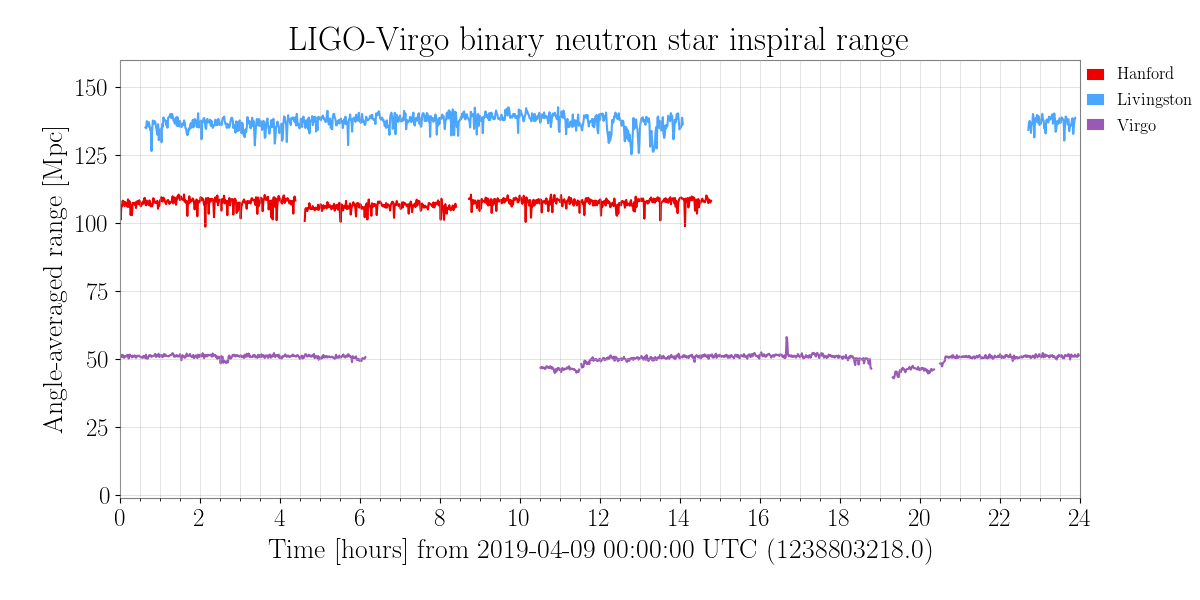 LIGO-Virgo binary neutron star inspiral range
Hanford
Livingston
Virgo
Angle-averaged range [Mpc]
150
125
100
75
50
25
0
0 2 4 6 8 10 12 14 16 18 20 22 24
Time [hours] from 2019-04-09 00:00:00 UTC (1238803218.0)